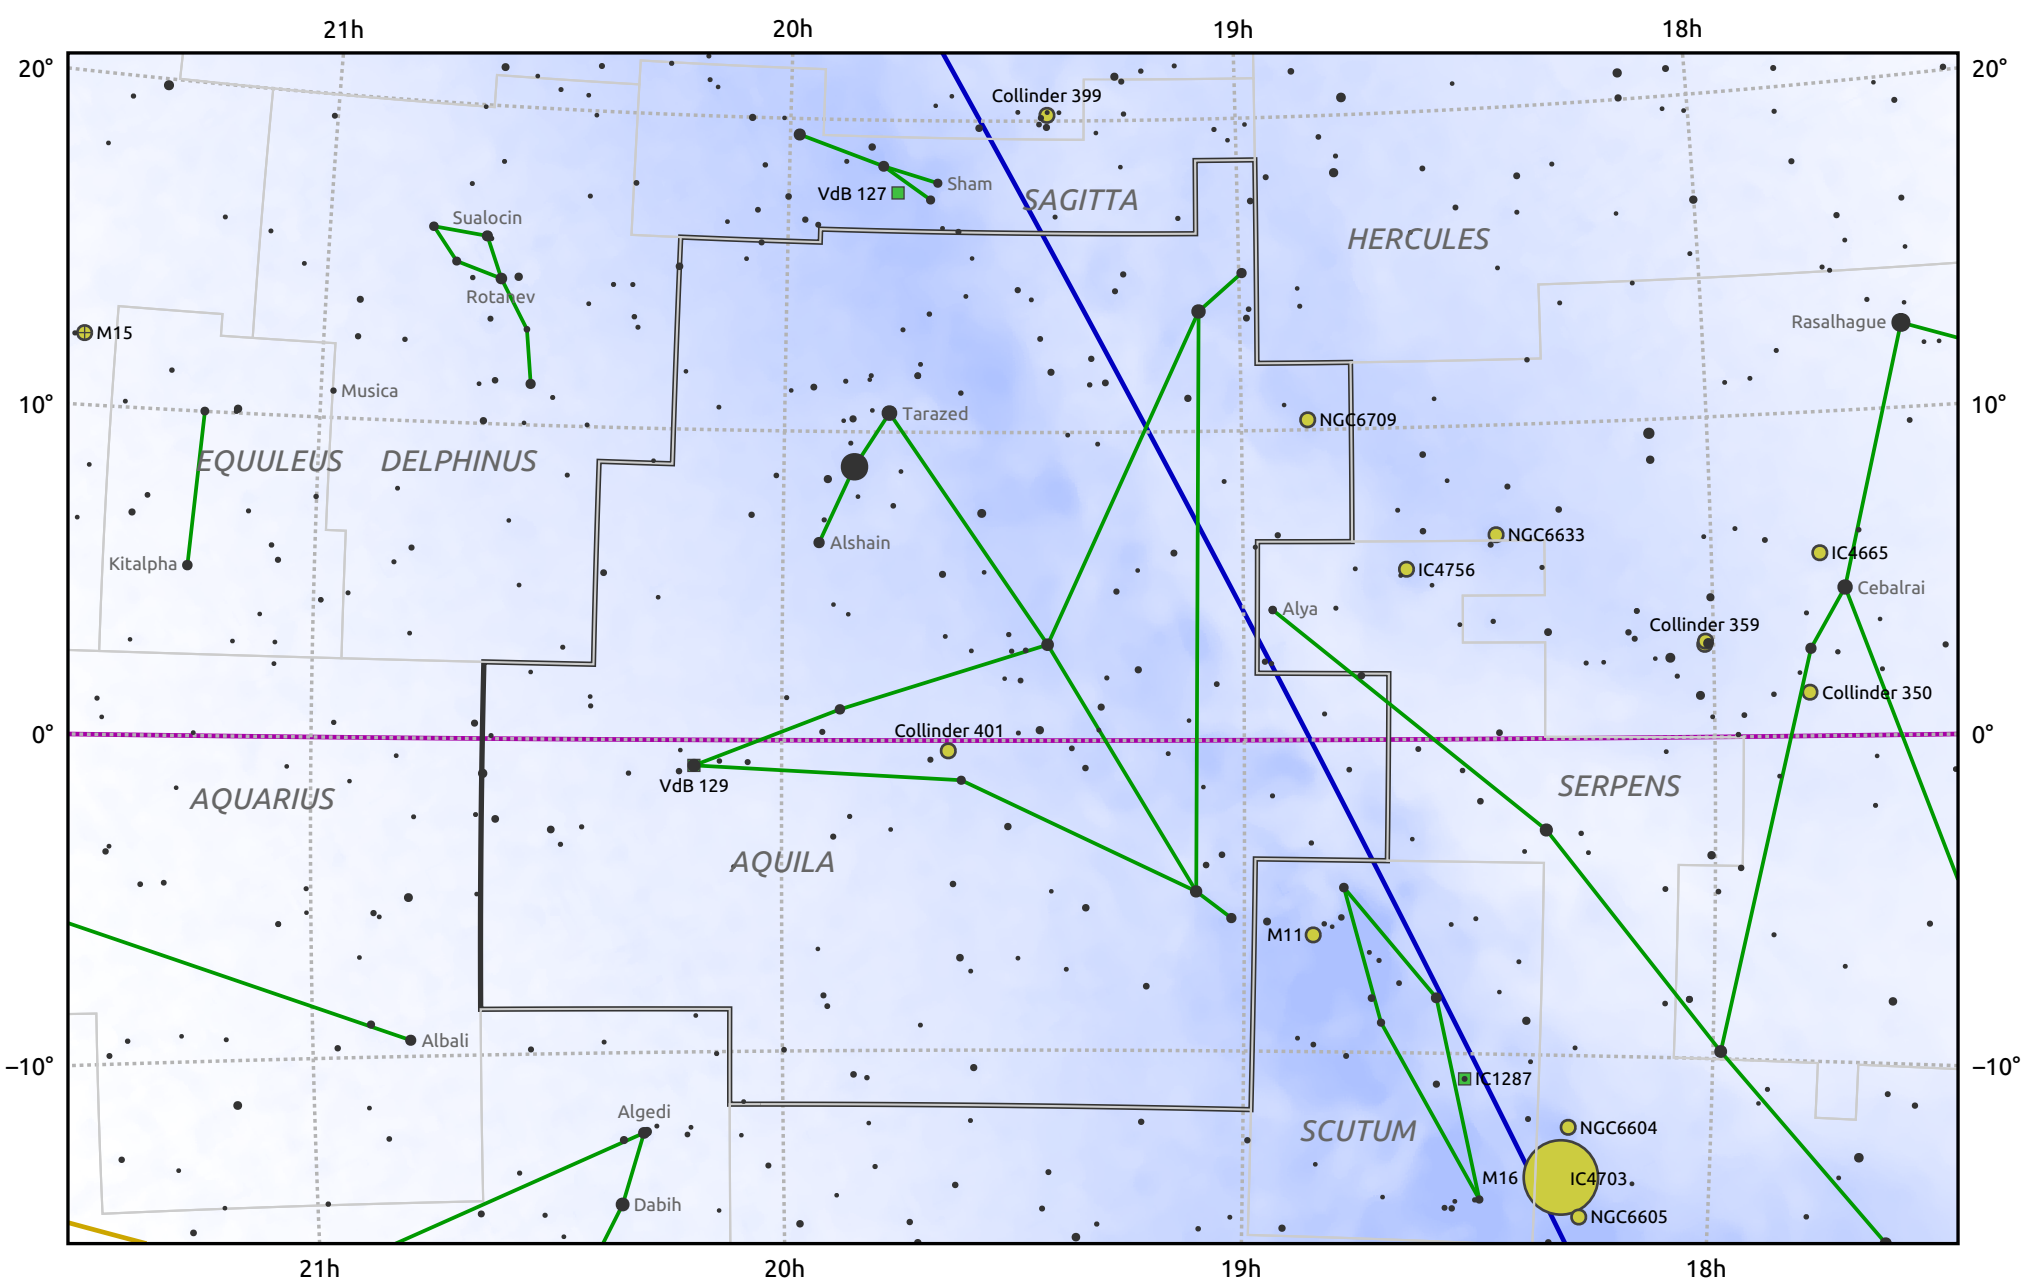 21h
20h
19h
18h
20°
20°
Collinder 399
Sham
VdB 127
SAGITTA
Sualocin
HERCULES
Rotanev
Rasalhague
M15
Musica
10°
10°
Tarazed
NGC6709
EQUULEUS
DELPHINUS
Alshain
NGC6633
Kitalpha
IC4665
IC4756
Cebalrai
Alya
Collinder 359
Collinder 350
0°
Collinder 401
0°
VdB 129
SERPENS
AQUARIUS
AQUILA
M11
Albali
−10°
−10°
IC1287
Algedi
SCUTUM
NGC6604
M16
IC4703
Dabih
NGC6605
21h
20h
19h
18h